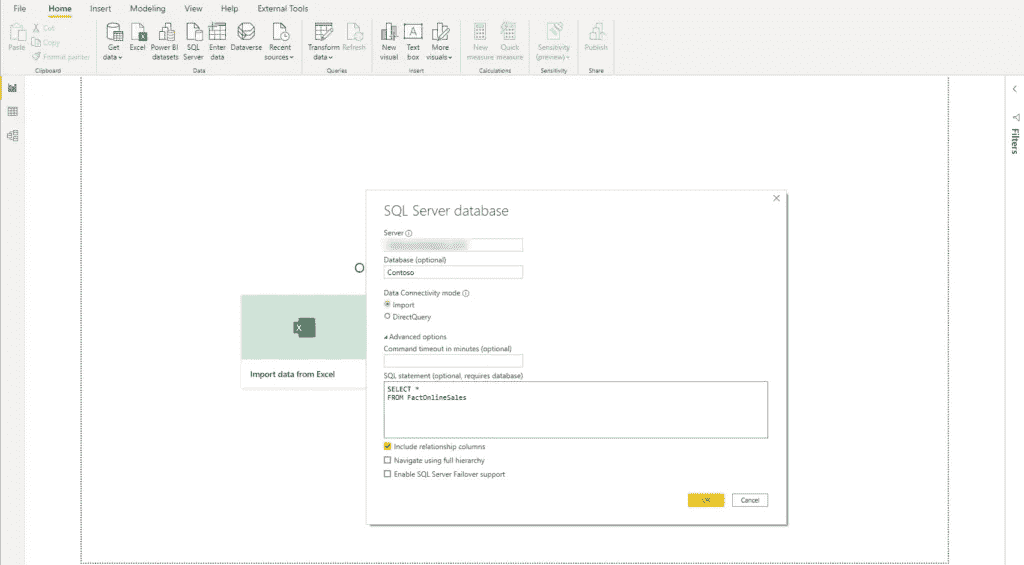 File Home Insert Modeling View Help External Tools
Paste
Cut
Copy
Format painter
Clipboard
Get data
Excel
Power BI datasets
SQL Server
Enter data
Dataverse
Recent sources
Data
Transform data
Refresh
Queries
New visual
Text box
More visuals
Insert
New measure
Quick measure
Calculations
Sensitivity (preview)
Sensitivity
Publish
Share
Filters
SQL Server database
Server
Database (optional)
Contoso
Data Connectivity mode
Import
DirectQuery
Advanced options
Command timeout in minutes (optional)
SQL statement (optional, requires database)
SELECT *
FROM FactOnlineSales
Include relationship columns
Navigate using full hierarchy
Enable SQL Server Failover support
OK Cancel
Import data from Excel